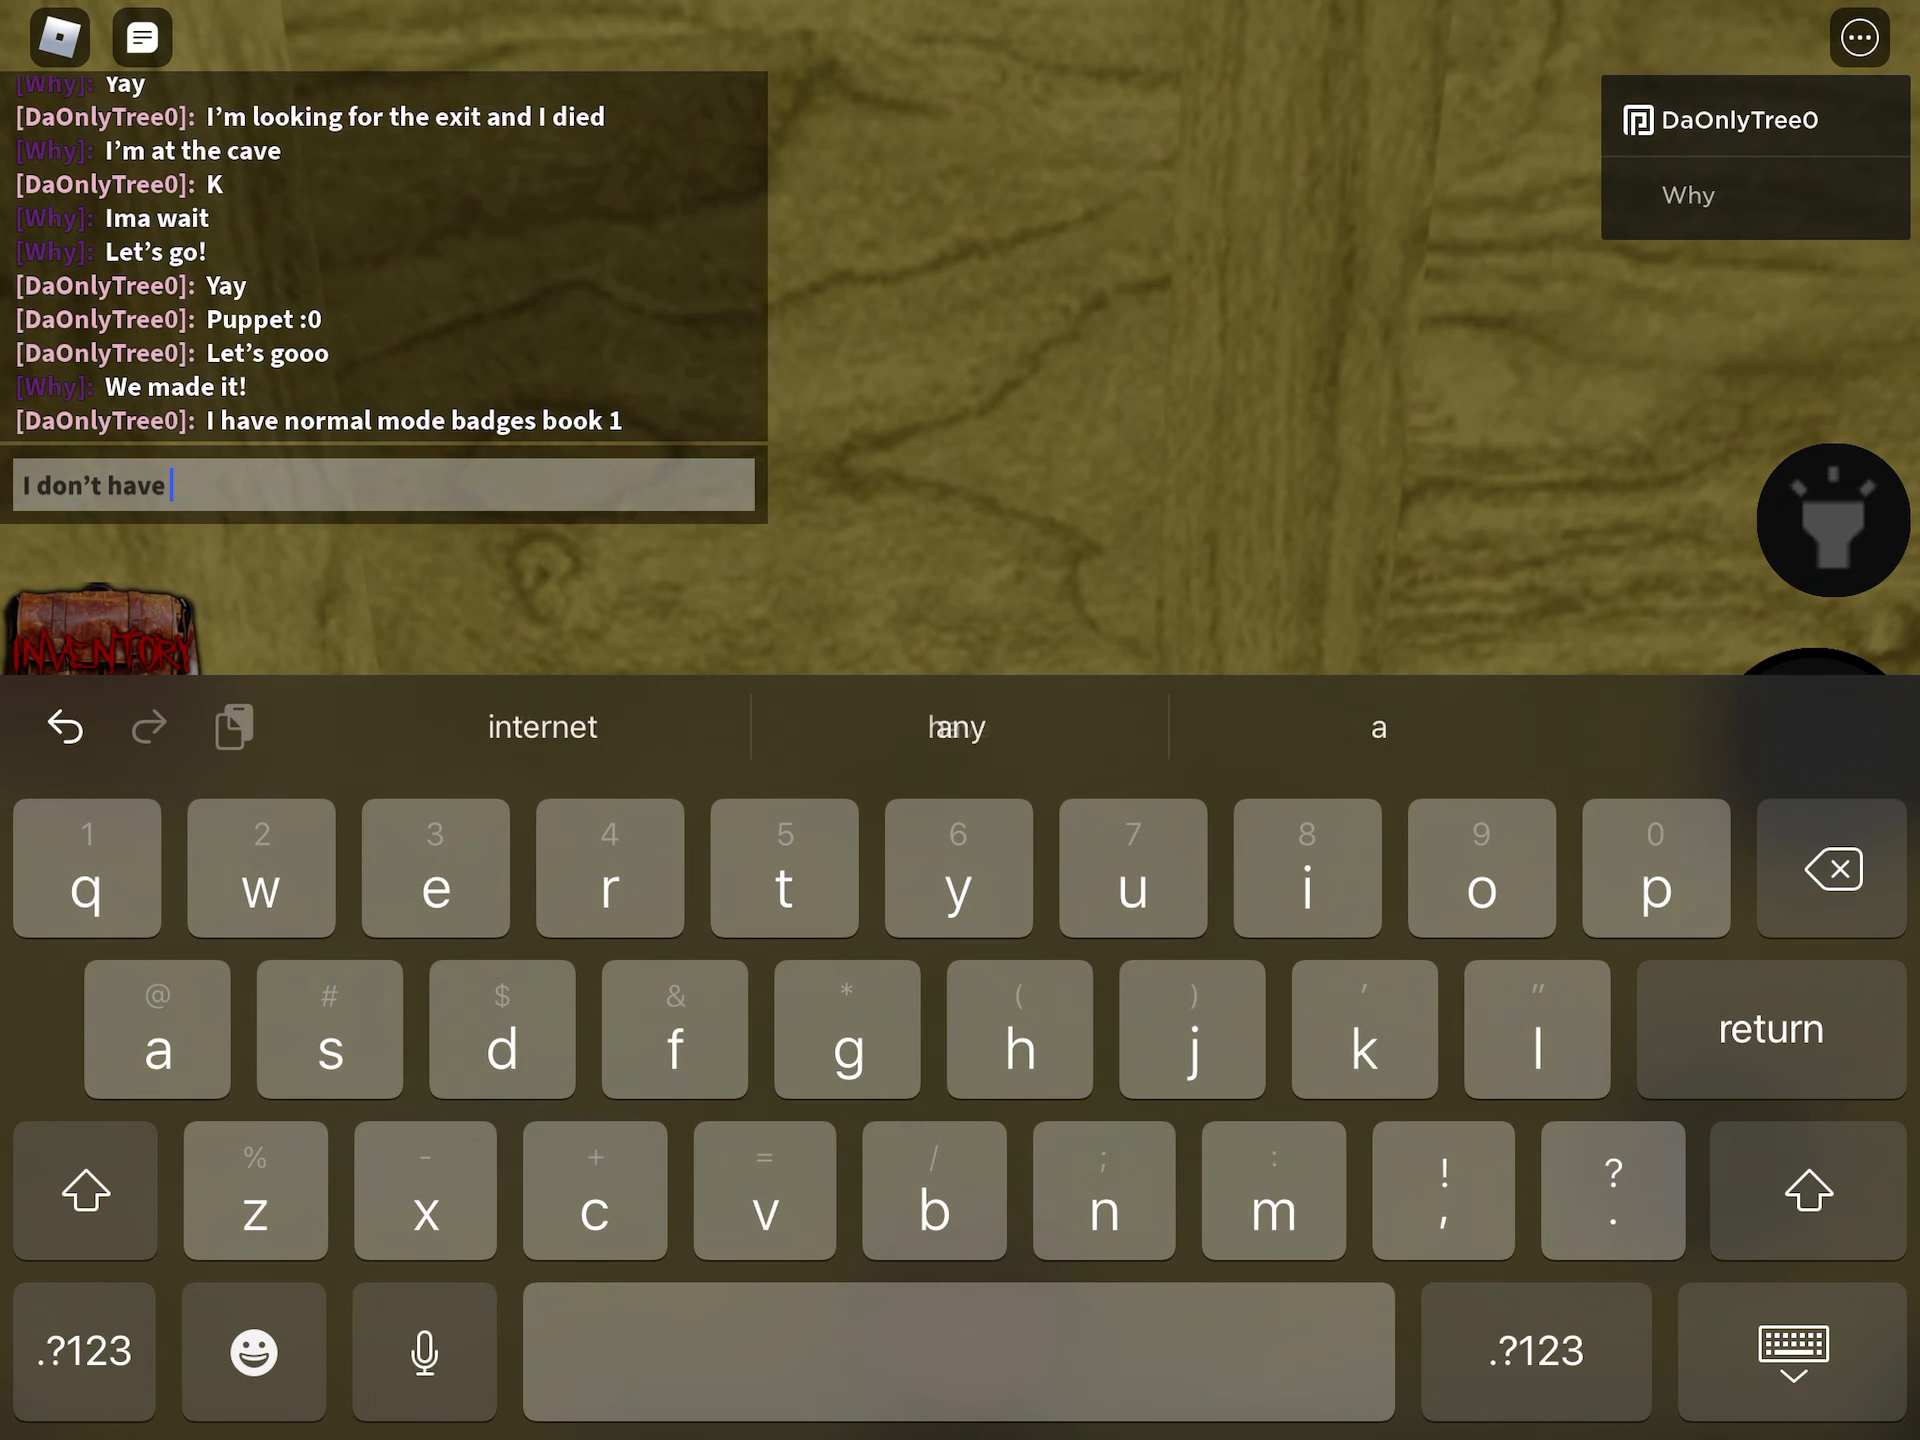 [Why]: Yay
[DaOnlyTree0]: I’m looking for the exit and I died
[Why]: I’m at the cave
[DaOnlyTree0]: K
[Why]: Ima wait
[Why]: Let’s go!
[DaOnlyTree0]: Yay
[DaOnlyTree0]: Puppet :0
[DaOnlyTree0]: Let’s gooo
[Why]: We made it!
[DaOnlyTree0]: I have normal mode badges book 1
I don’t have
DaOnlyTree0
Why
INVENTORY
internet any a
1 2 3 4 5 6 7 8 9 0
q w e r t y u i o p
@ # $ & * ( ) ’ ”
a s d f g h j k l return
% - + = / ; : ! ?
z x c v b n m , .
.?123 .?123